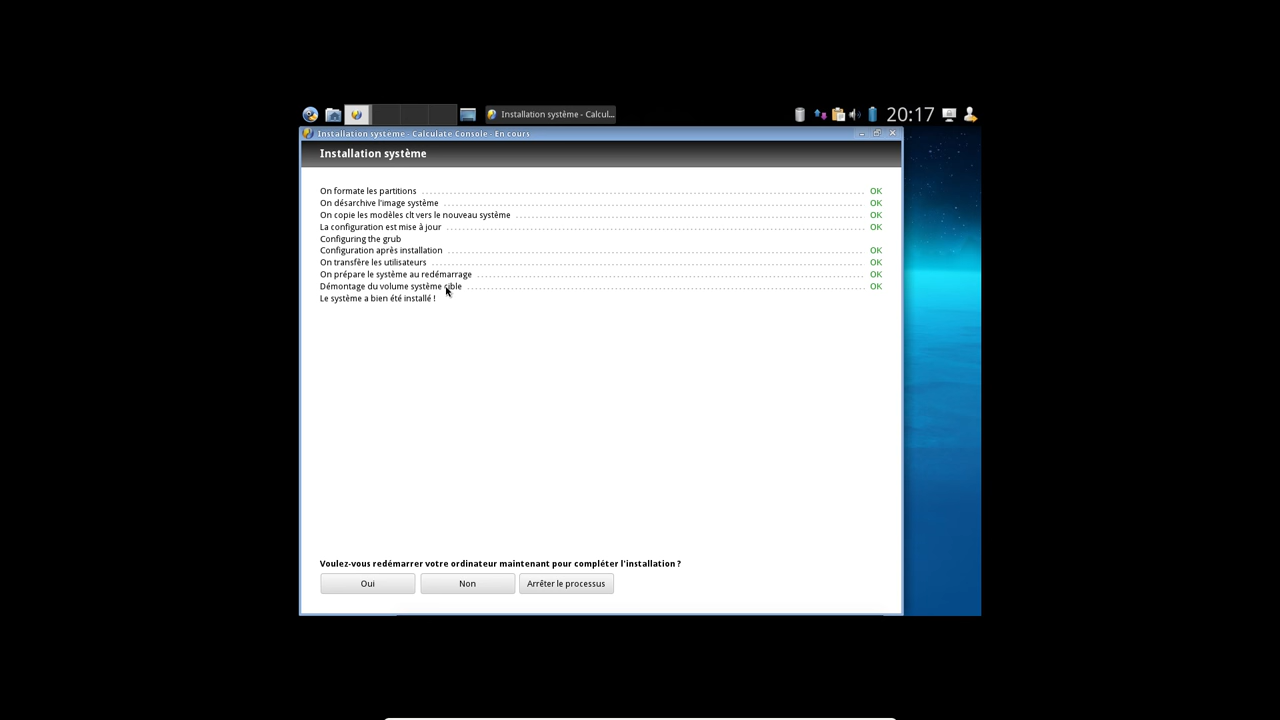 Installation système - Calcul...
20:17
Installation système - Calculate Console - En cours
Installation système
On formate les partitions OK
On désarchive l'image système OK
On copie les modèles clt vers le nouveau système OK
La configuration est mise à jour OK
Configuring the grub
Configuration après installation OK
On transfère les utilisateurs OK
On prépare le système au redémarrage OK
Démontage du volume système cible OK
Le système a bien été installé !
Voulez-vous redémarrer votre ordinateur maintenant pour compléter l'installation ?
Oui Non Arrêter le processus